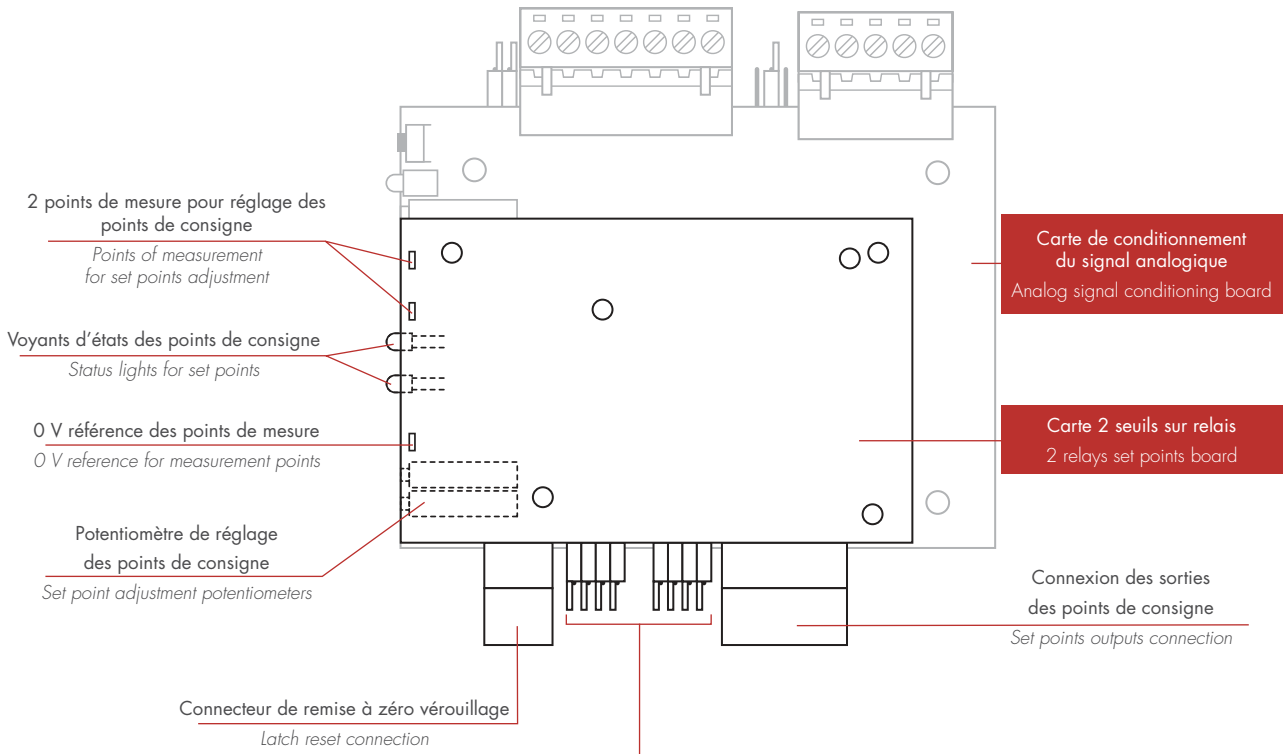 2 points de mesure pour réglage des
points de consigne
Points of measurement
for set points adjustment
Voyants d'états des points de consigne
Status lights for set points
0 V référence des points de mesure
0 V reference for measurement points
Potentiomètre de réglage
des points de consigne
Set point adjustment potentiometers
Connecteur de remise à zéro vérouillage
Latch reset connection
Carte de conditionnement
du signal analogique
Analog signal conditioning board
Carte 2 seuils sur relais
2 relays set points board
Connexion des sorties
des points de consigne
Set points outputs connection